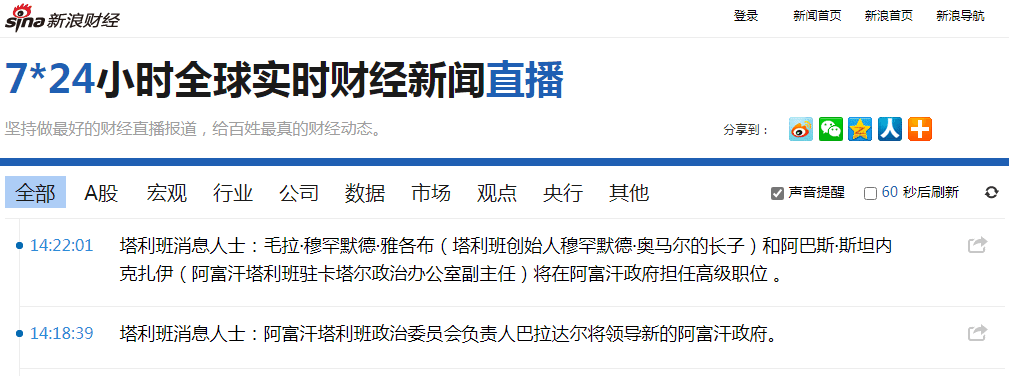 sina新浪财经
登录 新闻首页 新浪首页 新浪导航
7*24小时全球实时财经新闻直播
坚持做最好的财经直播报道，给百姓最真的财经动态。
分享到：
全部 A股 宏观 行业 公司 数据 市场 观点 央行 其他 声音提醒 60 秒后刷新
14:22:01 塔利班消息人士：毛拉·穆罕默德·雅各布（塔利班创始人穆罕默德·奥马尔的长子）和阿巴斯·斯坦内
克扎伊（阿富汗塔利班驻卡塔尔政治办公室副主任）将在阿富汗政府担任高级职位 。
14:18:39 塔利班消息人士：阿富汗塔利班政治委员会负责人巴拉达尔将领导新的阿富汗政府。